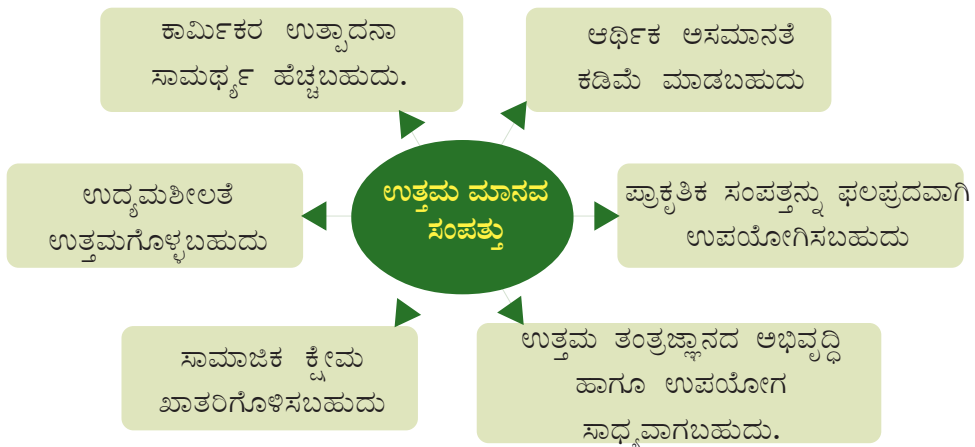 ಕಾರ್ಮಿಕರ ಉತ್ಪಾದನಾ
ಸಾಮರ್ಥ್ಯ ಹೆಚ್ಚಬಹುದು.
ಆರ್ಥಿಕ ಅಸಮಾನತೆ
ಕಡಿಮೆ ಮಾಡಬಹುದು
ಉದ್ಯಮಶೀಲತೆ
ಉತ್ತಮಗೊಳ್ಳಬಹುದು
ಉತ್ತಮ ಮಾನವ
ಸಂಪತ್ತು
ಪ್ರಾಕೃತಿಕ ಸಂಪತ್ತನ್ನು ಫಲಪ್ರದವಾಗಿ
ಉಪಯೋಗಿಸಬಹುದು
ಸಾಮಾಜಿಕ ಕ್ಷೇಮ
ಖಾತರಿಗೊಳಿಸಬಹುದು
ಉತ್ತಮ ತಂತ್ರಜ್ಞಾನದ ಅಭಿವೃದ್ಧಿ
ಹಾಗೂ ಉಪಯೋಗ
ಸಾಧ್ಯವಾಗಬಹುದು.